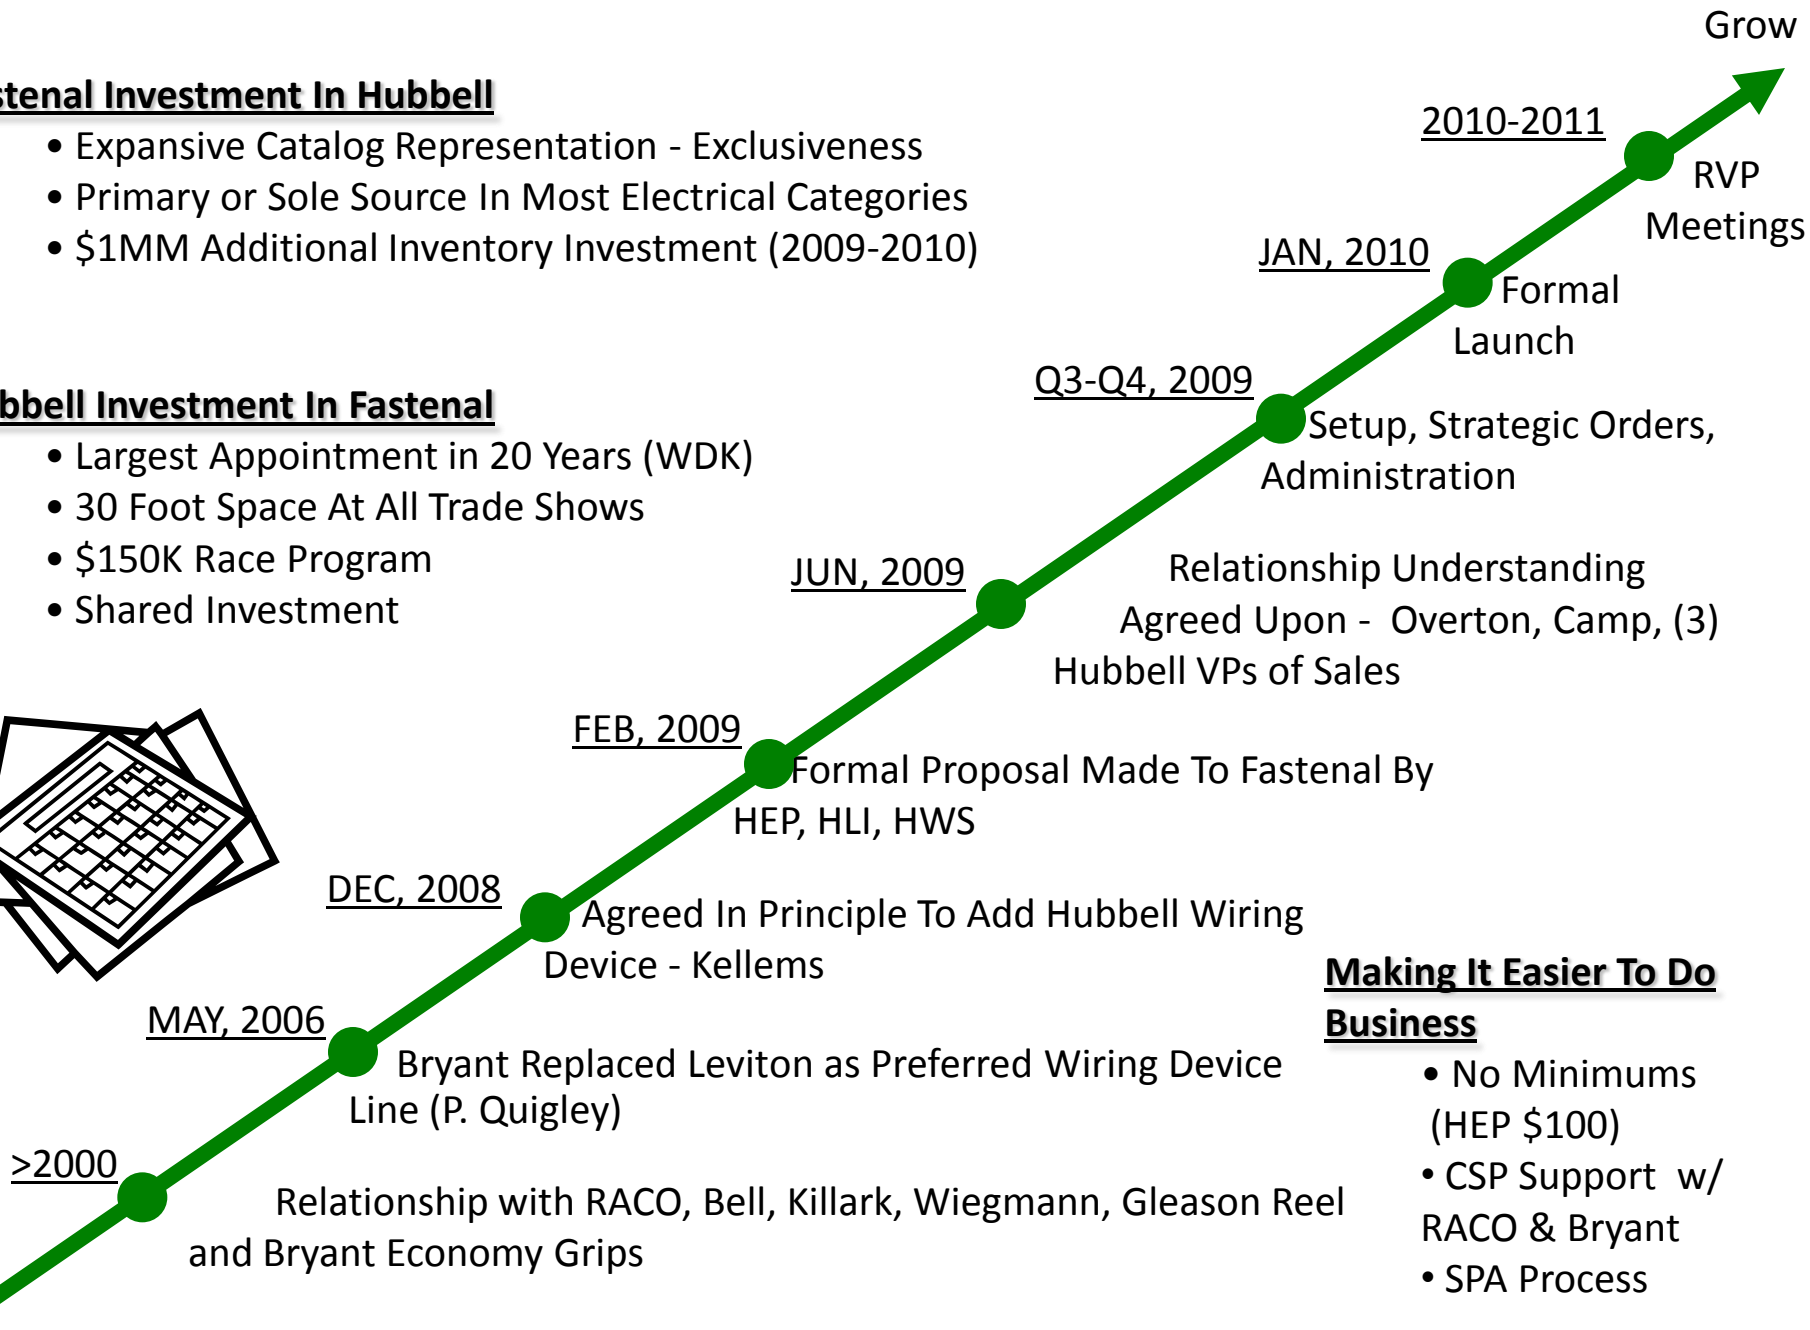 Grow
stenal Investment In Hubbell
• Expansive Catalog Representation - Exclusiveness
• Primary or Sole Source In Most Electrical Categories
• $1MM Additional Inventory Investment (2009-2010)
bbell Investment In Fastenal
• Largest Appointment in 20 Years (WDK)
• 30 Foot Space At All Trade Shows
• $150K Race Program
• Shared Investment
2010-2011
RVP
Meetings
JAN, 2010
Formal
Launch
Q3-Q4, 2009
Setup, Strategic Orders,
Administration
JUN, 2009
Relationship Understanding
Agreed Upon - Overton, Camp, (3)
Hubbell VPs of Sales
FEB, 2009
Formal Proposal Made To Fastenal By
HEP, HLI, HWS
DEC, 2008
Agreed In Principle To Add Hubbell Wiring
Device - Kellems
MAY, 2006
Bryant Replaced Leviton as Preferred Wiring Device
Line (P. Quigley)
>2000
Relationship with RACO, Bell, Killark, Wiegmann, Gleason Reel
and Bryant Economy Grips
Making It Easier To Do
Business
• No Minimums
(HEP $100)
• CSP Support w/
RACO & Bryant
• SPA Process